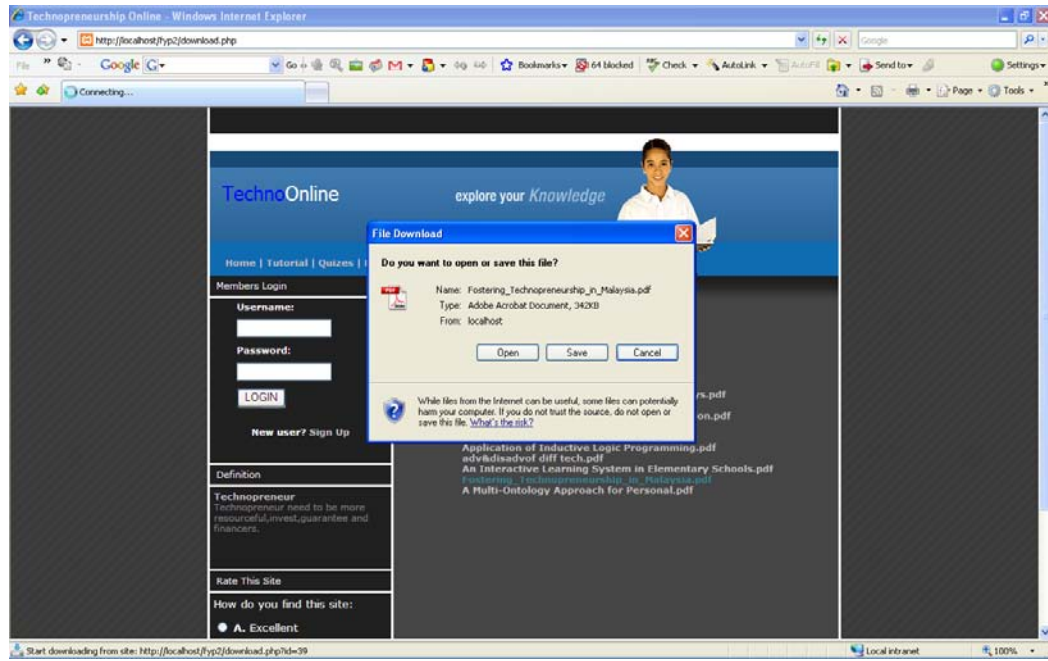 Technopreneurship Online - Windows Internet Explorer
http://localhost/fyp2/download.php
Google
File
Google
Go
Bookmarks
64 blocked
Check
AutoLink
AutoFill
Send to
Settings
Connecting...
Page
Tools
TechnoOnline
explore your Knowledge
Home | Tutorial | Quizes |
Members Login
Username:
Password:
LOGIN
New user? Sign Up
File Download
Do you want to open or save this file?
Name: Fostering_Technopreneurship_in_Malaysia.pdf
Type: Adobe Acrobat Document, 342KB
From: localhost
Open
Save
Cancel
While files from the Internet can be useful, some files can potentially
harm your computer. If you do not trust the source, do not open or
save this file. What's the risk?
rs.pdf
on.pdf
Application of Inductive Logic Programming.pdf
adv&disadvof diff tech.pdf
An Interactive Learning System in Elementary Schools.pdf
Fostering_Technopreneurship_in_Malaysia.pdf
A Multi-Ontology Approach for Personal.pdf
Definition
Technopreneur
Technopreneur need to be more
resourceful,invest,guarantee and
financers.
Rate This Site
How do you find this site:
A. Excellent
Start downloading from site: http://localhost/fyp2/download.php?id=39
Local intranet
100%